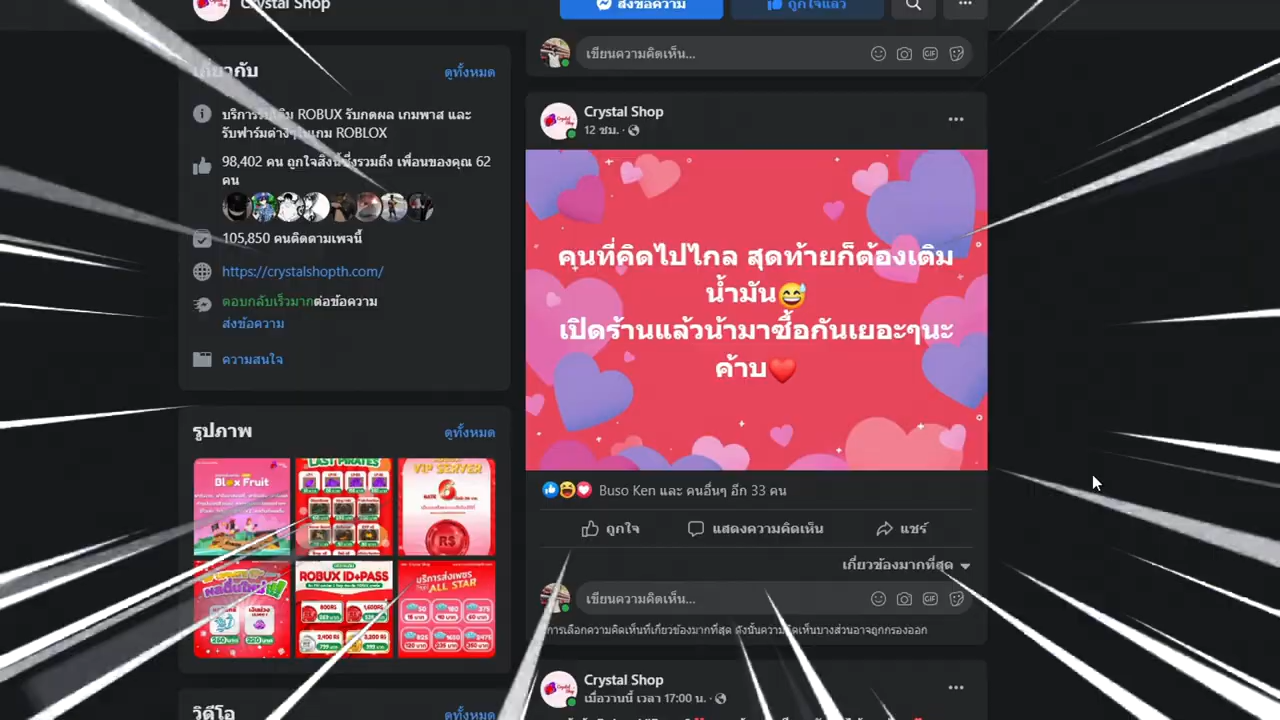 Crystal Shop
ส่งข้อความ
ถูกใจแล้ว
เกี่ยวกับ
ดูทั้งหมด
บริการรับเติม ROBUX รับกดผล เกมพาส และ
รับฟาร์มต่างๆในเกม ROBLOX
98,402 คน ถูกใจสิ่งนี้ซึ่งรวมถึง เพื่อนของคุณ 62
คน
105,850 คนติดตามเพจนี้
https://crystalshopth.com/
ตอบกลับเร็วมากต่อข้อความ
ส่งข้อความ
ความสนใจ
รูปภาพ
ดูทั้งหมด
Blox Fruit
LAST PIRATES
VIP SERVER
ROBUX ID+PASS
800RS
1,600RS
บริการส่งเพชร
ALL STAR
วิดีโอ
ดูทั้งหมด
เขียนความคิดเห็น...
GIF
Crystal Shop
12 ชม. ·
คนที่คิดไปไกล สุดท้ายก็ต้องเติม
น้ำมัน😅
เปิดร้านแล้วน้ามาซื้อกันเยอะๆนะ
ค้าบ❤️
Buso Ken และ คนอื่นๆ อีก 33 คน
ถูกใจ
แสดงความคิดเห็น
แชร์
เกี่ยวข้องมากที่สุด
เขียนความคิดเห็น...
GIF
การเลือกความคิดเห็นที่เกี่ยวข้องมากที่สุด ดังนั้นความคิดเห็นบางส่วนอาจถูกกรองออก
Crystal Shop
เมื่อวานนี้ เวลา 17:00 น. ·